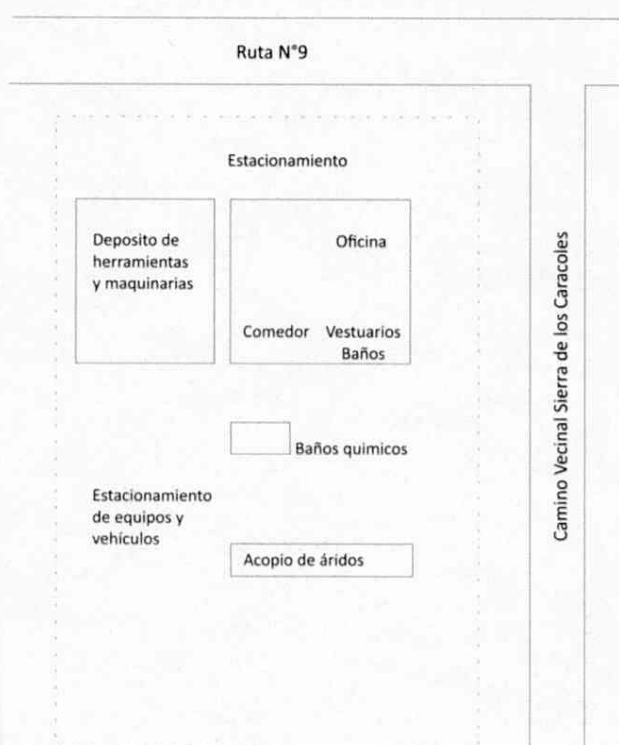 Ruta N°9
Estacionamiento
Deposito de
herramientas
y maquinarias
Oficina
Comedor Vestuarios
Baños
Baños quimicos
Estacionamiento
de equipos y
vehículos
Acopio de áridos
Camino Vecinal Sierra de los Caracoles